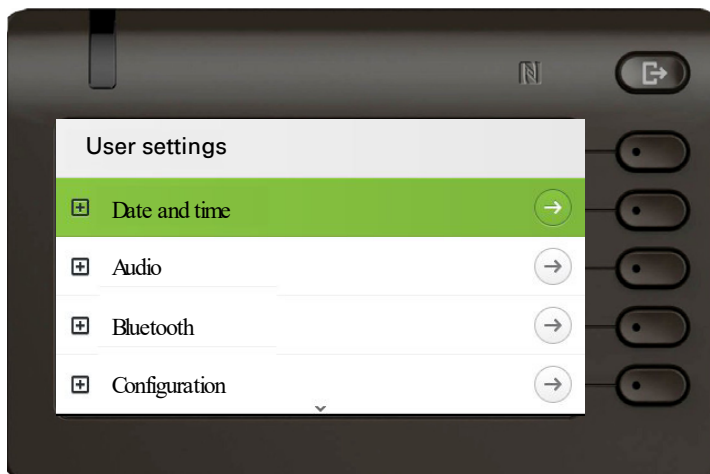 User settings
Date and time
Audio
Bluetooth
Configuration